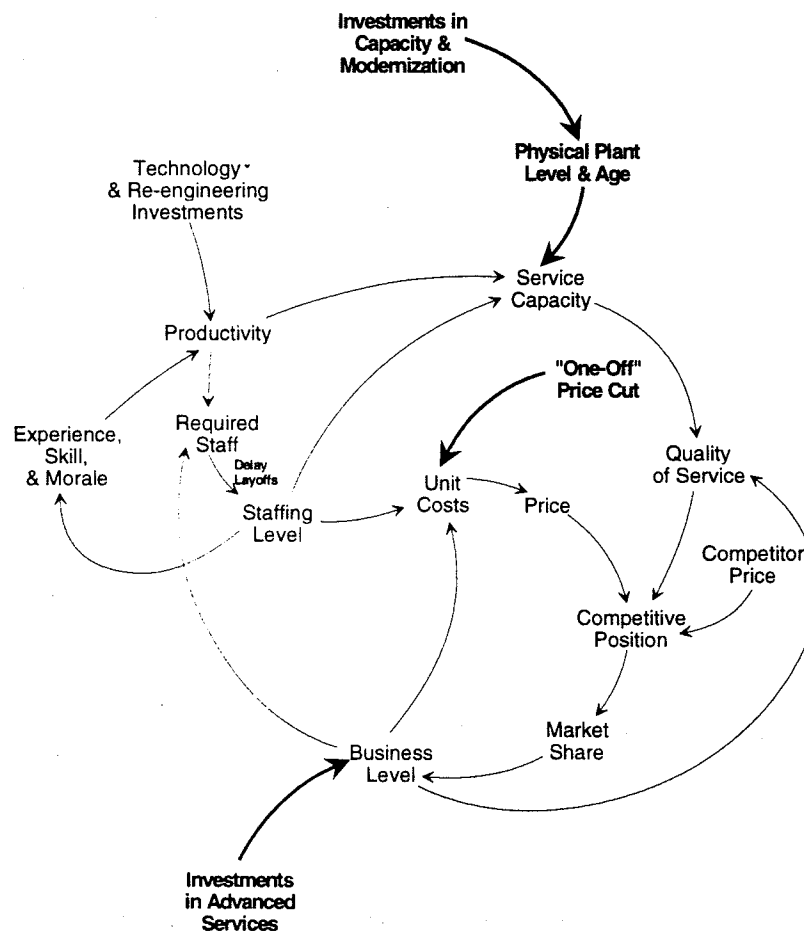 Investments in
Capacity &
Modernization
Physical Plant
Level & Age
Technology
& Re-engineering
Investments
Service
Capacity
Productivity
"One-Off"
Price Cut
Required
Staff
Experience,
Skill,
& Morale
Delay
Layoffs
Quality
of Service
Unit
Costs
Price
Staffing
Level
Competitor
Price
Competitive
Position
Market
Share
Business
Level
Investments
in Advanced
Services